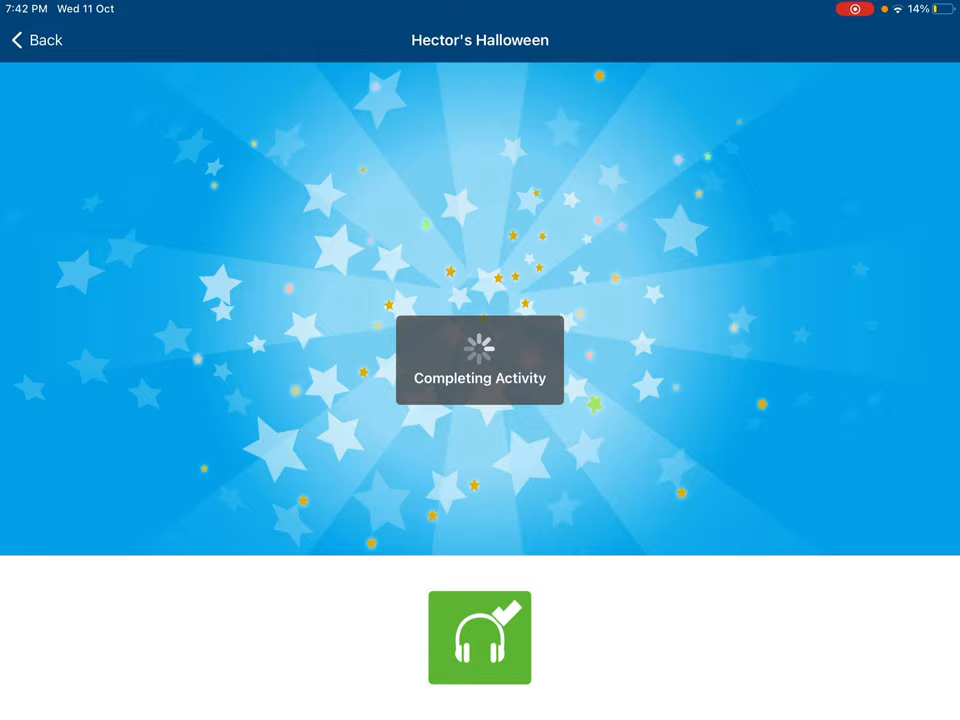 7:42 PM Wed 11 Oct 14%
Back Hector's Halloween
Completing Activity